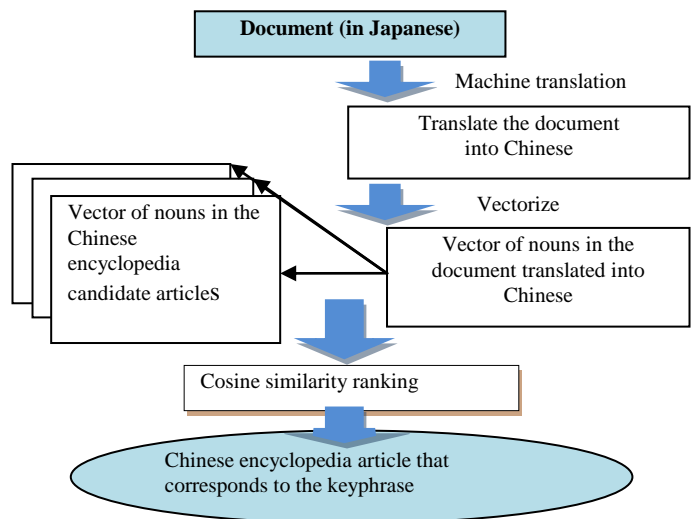 Document (in Japanese)
Machine translation
Translate the document
into Chinese
Vectorize
Vector of nouns in the
Chinese
encyclopedia
candidate articles
Vector of nouns in the
document translated into
Chinese
Cosine similarity ranking
Chinese encyclopedia article that
corresponds to the keyphrase